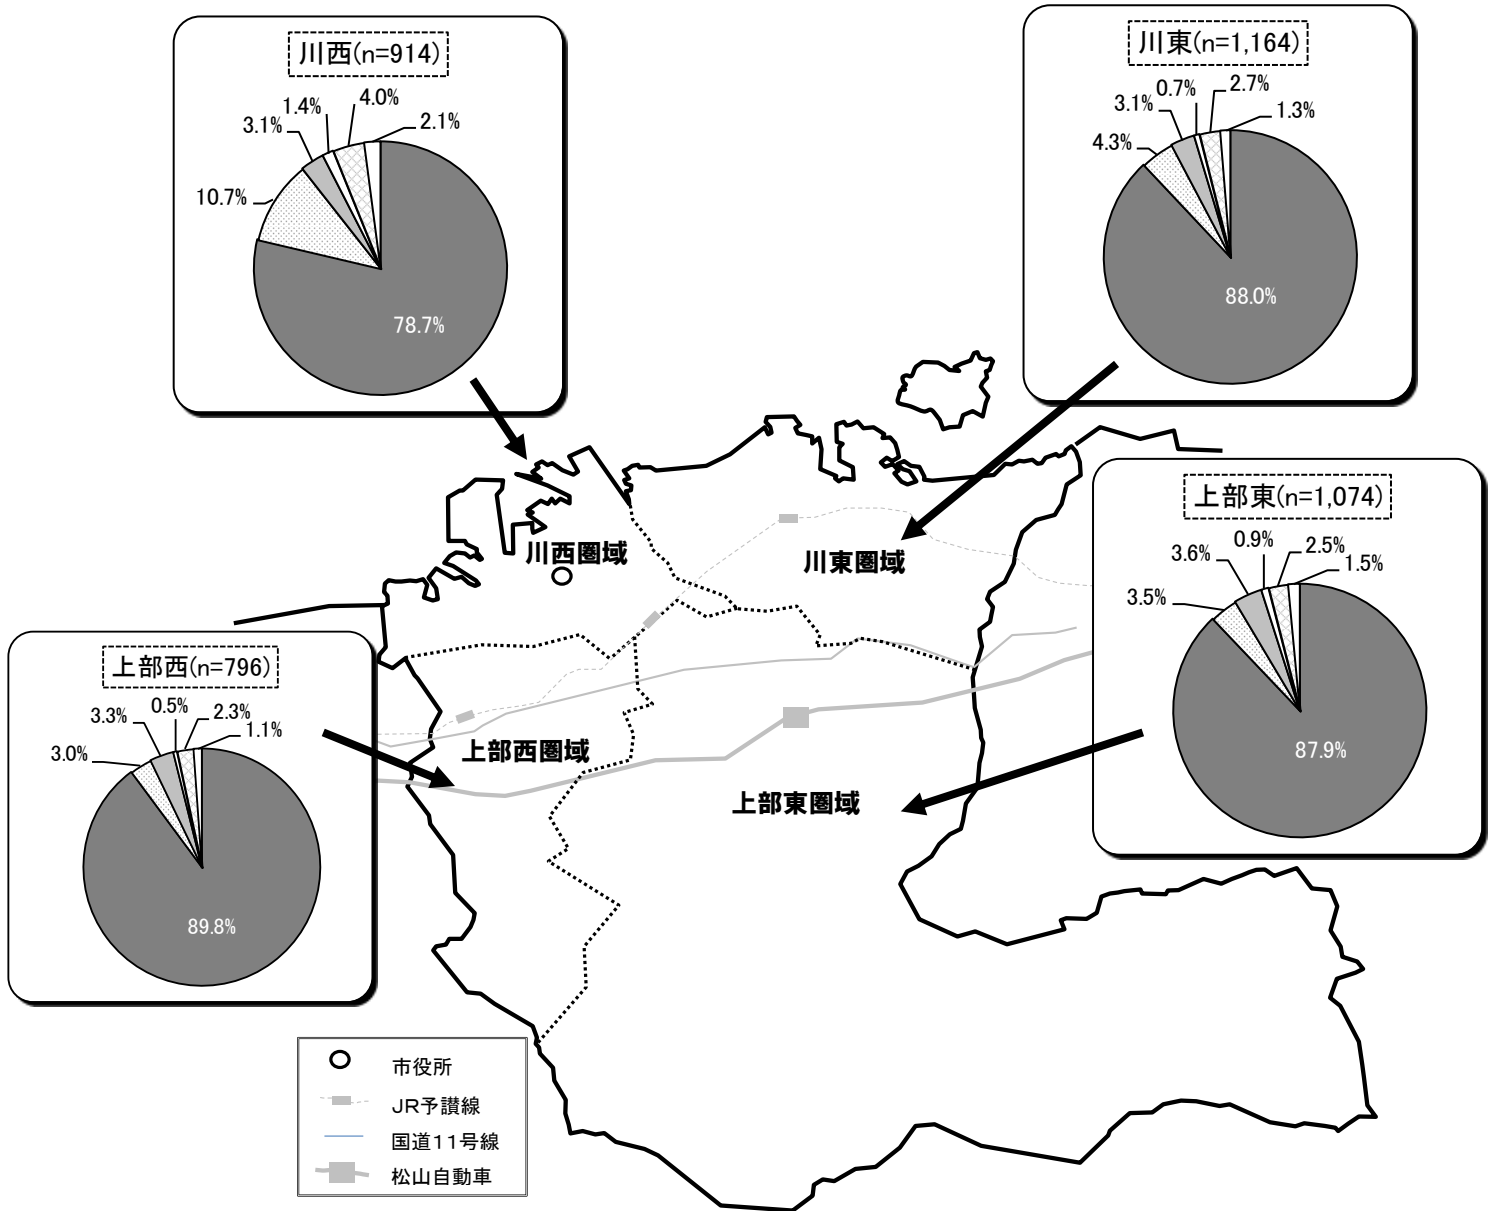 川西(n=914)
1.4%
4.0%
3.1%
2.1%
10.7%
78.7%
川東(n=1,164)
0.7%
2.7%
3.1%
1.3%
4.3%
88.0%
上部東(n=1,074)
0.9%
2.5%
3.6%
1.5%
3.5%
87.9%
上部西(n=796)
0.5%
2.3%
3.3%
1.1%
3.0%
89.8%
川西圏域
川東圏域
上部西圏域
上部東圏域
市役所
JR予讃線
国道11号線
松山自動車